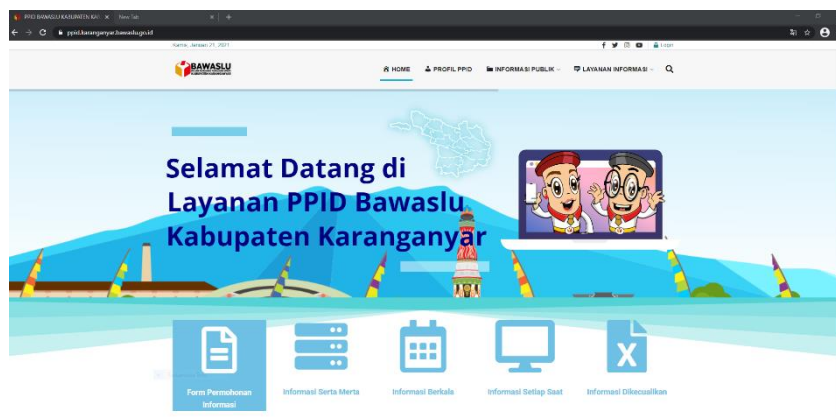 PPID BAWASLU KABUPATEN KAR
New Tab
ppid.karanganyar.bawaslu.go.id
Kamis, Januari 21, 2021
Login
BAWASLU
HOME
PROFIL PPID
INFORMASI PUBLIK
LAYANAN INFORMASI
Selamat Datang di
Layanan PPID Bawaslu
Kabupaten Karanganyar
Form Permohonan
Informasi
Informasi Serta Merta
Informasi Berkala
Informasi Setiap Saat
Informasi Dikecualikan
X